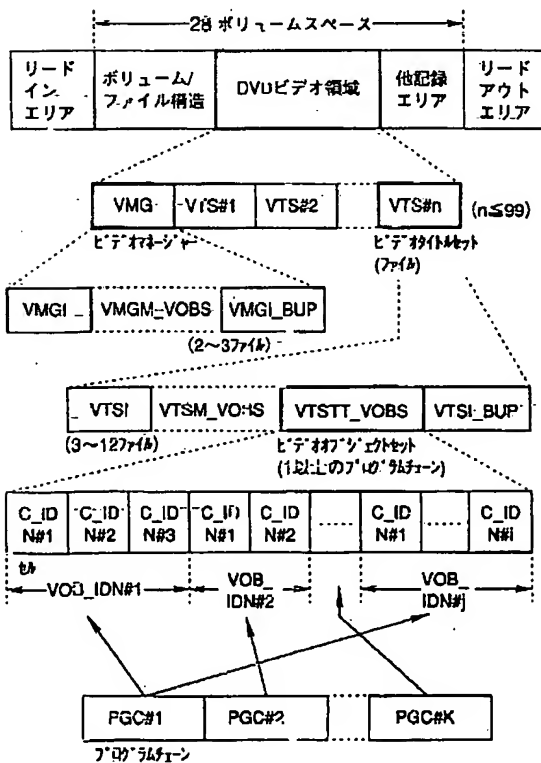 28 ボリュームスペース
リード
イン
エリア
ボリューム/
ファイル構造
DVDビデオ領域
他記録
エリア
リード
アウト
エリア
VMG VTS#1 VTS#2 VTS#n (n≦99)
ビデオマネージャー
ビデオタイトルセット
(ファイル)
VMGI VMGM_VOBS VMGI_BUP
(2〜3ファイル)
VTSI VTSM_VOBS VTSTT_VOBS VTSI_BUP
(3〜12ファイル)
ビデオオブジェクトセット
(1以上のプログラムチェーン)
C_ID
N#1
C_ID
N#2
C_ID
N#3
C_ID
N#1
C_ID
N#2
C_ID
N#1
C_ID
N#i
セル
VOB_IDN#1
VOB_
IDN#2
VOB_
IDN#j
PGC#1 PGC#2 PGC#K
プログラムチェーン